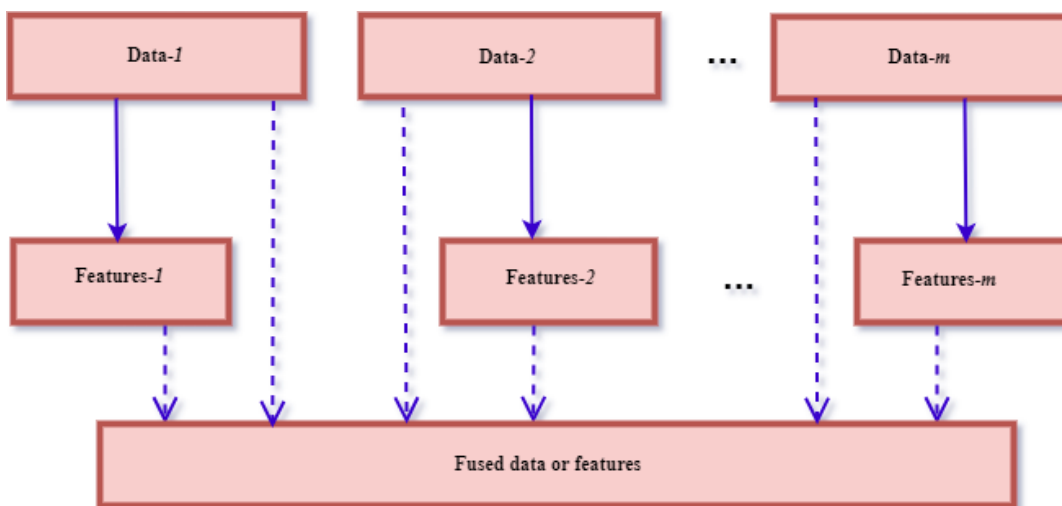 Data-1
Data-2
...
Data-m
Features-1
Features-2
...
Features-m
Fused data or features